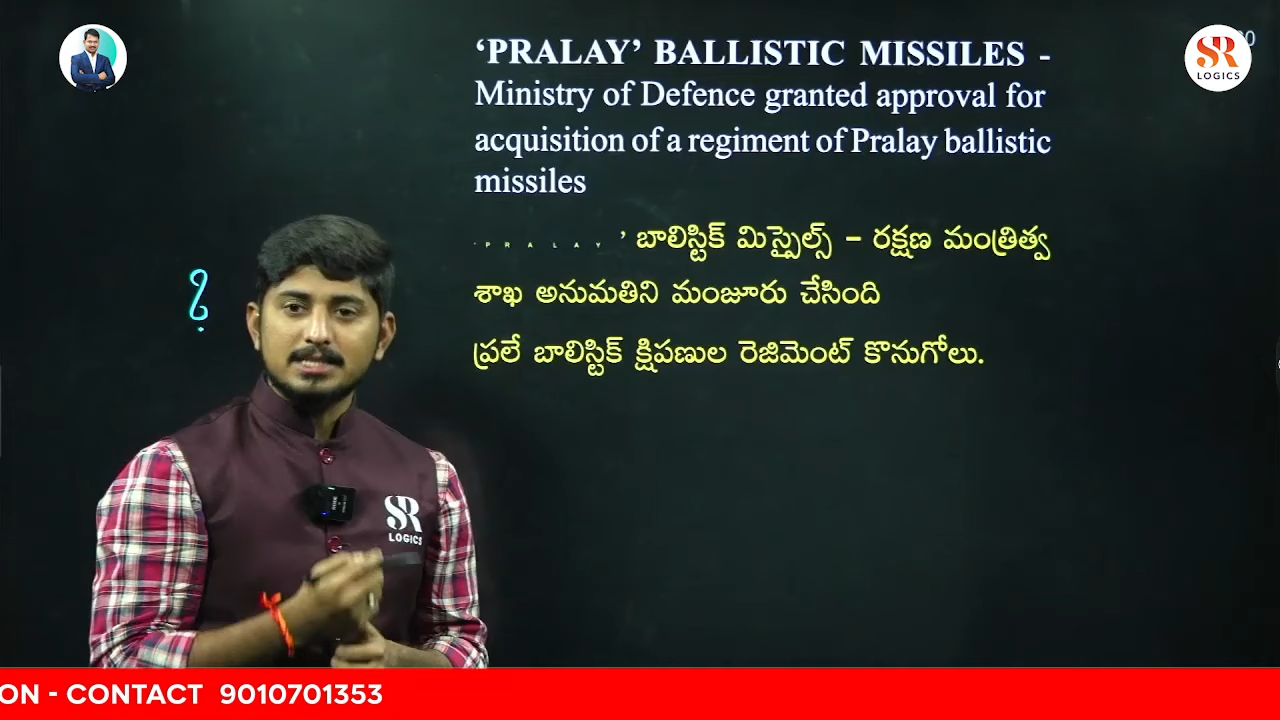 ‘PRALAY’ BALLISTIC MISSILES -
Ministry of Defence granted approval for
acquisition of a regiment of Pralay ballistic
missiles
‘PRALAY’ బాలిస్టిక్ మిస్సైల్స్ – రక్షణ మంత్రిత్వ
శాఖ అనుమతిని మంజూరు చేసింది
ప్రలే బాలిస్టిక్ క్షిపణుల రెజిమెంట్ కొనుగోలు.
?
SR
LOGICS
SR
LOGICS
ON - CONTACT 9010701353